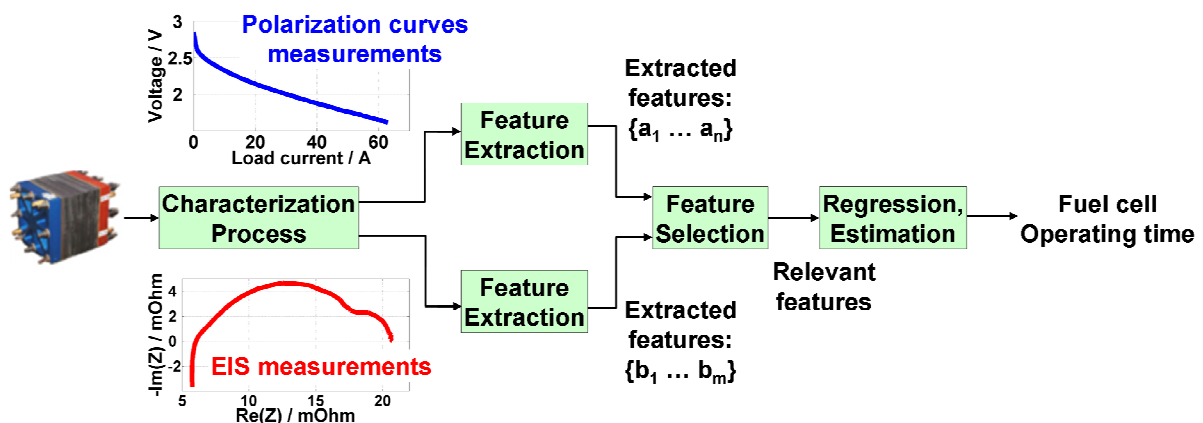 3
2.5
2
Voltage / V
Polarization curves
measurements
0
20
40
60
Load current / A
Characterization
Process
4
2
0
-2
-Im(Z) / mOhm
EIS measurements
5
10
15
20
Re(Z) / mOhm
Feature
Extraction
Feature
Extraction
Extracted
features:
{a1 … an}
Feature
Selection
Extracted
features:
{b1 … bm}
Relevant
features
Regression,
Estimation
Fuel cell
Operating time